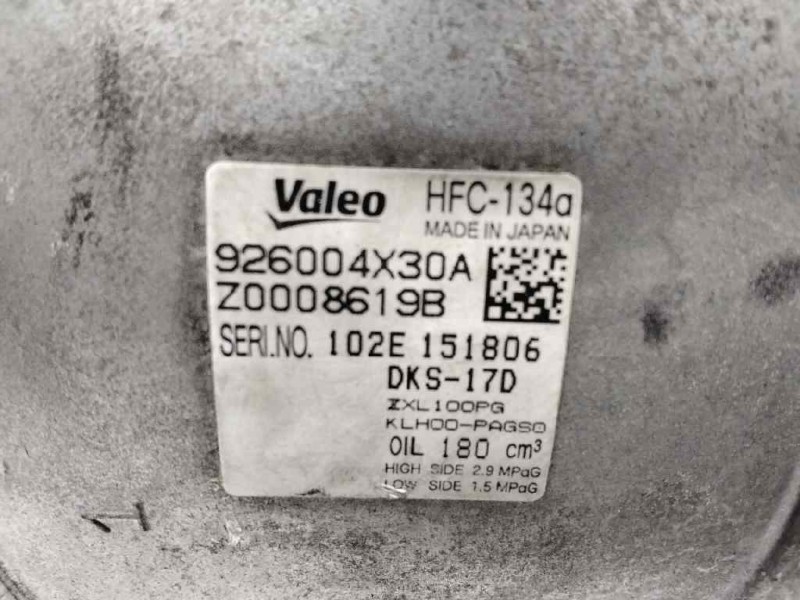 Valeo HFC-134a
MADE IN JAPAN
926004X30A
Z0008619B
SERI.NO. 102E 151806
DKS-17D
ZXL100PG
KLH00-PAGS0
OIL 180 cm³
HIGH SIDE 2.9 MPaG
LOW SIDE 1.5 MPaG